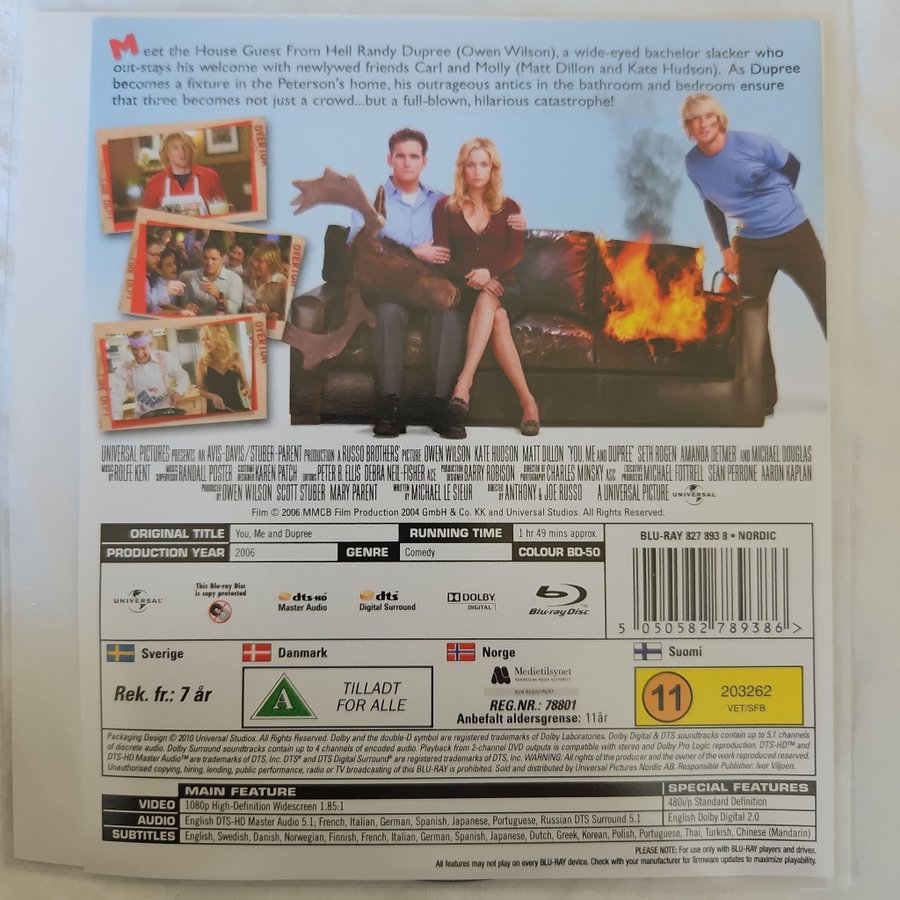 Meet the House Guest From Hell Randy Dupree (Owen Wilson), a wide-eyed bachelor slacker who
out-stays his welcome with newlywed friends Carl and Molly (Matt Dillon and Kate Hudson). As Dupree
becomes a fixture in the Peterson's home, his outrageous antics in the bathroom and bedroom ensure
that three becomes not just a crowd...but a full-blown, hilarious catastrophe!
OVERTON
FIRE DEPT
OVERTON
FIRE DEPT
OVERTON
FIRE DEPT
UNIVERSAL PICTURES PRESENTS AN AVIS-DAVIS/STUBER-PARENT PRODUCTION A RUSSO BROTHERS' PICTURE OWEN WILSON KATE HUDSON MATT DILLON "YOU, ME AND DUPREE" SETH ROGEN AMANDA DETMER AND MICHAEL DOUGLAS
MUSIC BY ROLFE KENT MUSIC SUPERVISOR RANDALL POSTER COSTUME DESIGNER KAREN PATCH EDITORS PETER B. ELLIS DEBRA NEIL-FISHER ACE PRODUCTION DESIGNER BARRY ROBISON DIRECTOR OF PHOTOGRAPHY CHARLES MINSKY ASC EXECUTIVE PRODUCERS MICHAEL FOTTRELL SEAN PERRONE AARON KAPLAN
PRODUCED BY OWEN WILSON SCOTT STUBER MARY PARENT WRITTEN BY MICHAEL LE SIEUR DIRECTED BY ANTHONY & JOE RUSSO A UNIVERSAL PICTURE UNIVERSAL
Film © 2006 MMCB Film Production 2004 GmbH & Co. KK and Universal Studios. All Rights Reserved.
ORIGINAL TITLE You, Me and Dupree RUNNING TIME 1 hr 49 mins approx.
PRODUCTION YEAR 2006 GENRE Comedy COLOUR BD-50
BLU-RAY 827 893 8 • NORDIC
5 050582 789386 >
UNIVERSAL
This Blu-ray Disc
is copy protected
dts-HD
Master Audio
dts
Digital Surround
DOLBY
DIGITAL
Blu-ray Disc™
Sverige
Rek. fr.: 7 år
Danmark
A
TILLADT
FOR ALLE
Norge
Medietilsynet
NORWEGIAN MEDIA AUTHORITY
KUN REGISTRERT
REG.NR.: 78801
Anbefalt aldersgrense: 11år
Suomi
11
203262
VET/SFB
Packaging Design © 2010 Universal Studios. All Rights Reserved. Dolby and the double-D symbol are registered trademarks of Dolby Laboratories. Dolby Digital & DTS soundtracks contain up to 5.1 channels
of discrete audio. Dolby Surround soundtracks contain up to 4 channels of encoded audio. Playback from 2-channel DVD outputs is compatible with stereo and Dolby Pro Logic reproduction. DTS-HD™ and
DTS-HD Master Audio™ are trademarks of DTS, Inc. DTS® and DTS Digital Surround® are registered trademarks of DTS, Inc. WARNING: All rights of the producer and the owner of the work reproduced reserved.
Unauthorised copying, hiring, lending, public performance, radio or TV broadcasting of this BLU-RAY is prohibited. Sold and distributed by Universal Pictures Nordic AB. Responsible Publisher: Ivor Viljoen.
MAIN FEATURE SPECIAL FEATURES
VIDEO 1080p High-Definition Widescreen 1.85:1 480i/p Standard Definition
AUDIO English DTS-HD Master Audio 5.1; French, Italian, German, Spanish, Japanese, Portuguese, Russian DTS Surround 5.1 English Dolby Digital 2.0
SUBTITLES English, Swedish, Danish, Norwegian, Finnish, French, Italian, German, Spanish, Japanese, Dutch, Greek, Korean, Polish, Portuguese, Thai, Turkish, Chinese (Mandarin)
PLEASE NOTE: For use only with BLU-RAY players and drives.
All features may not play on every BLU-RAY device. Check with your manufacturer for firmware updates to maximize playability.